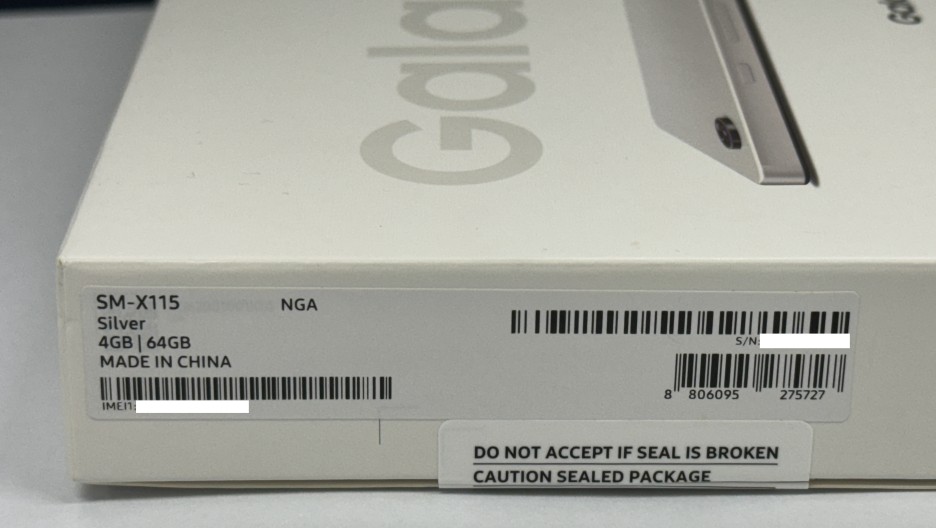 Gala
SM-X115 NGA
Silver
4GB | 64GB
MADE IN CHINA
IMEI1:
S/N:
8 806095 275727
DO NOT ACCEPT IF SEAL IS BROKEN
CAUTION SEALED PACKAGE